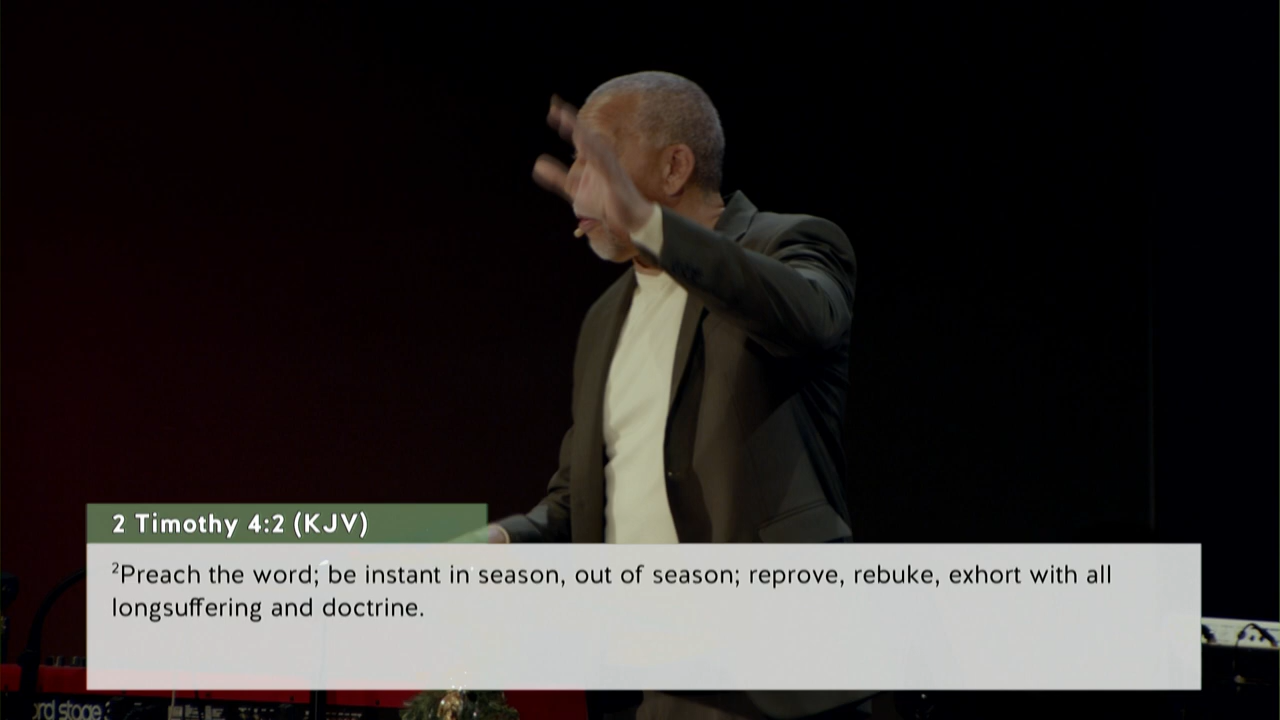 2 Timothy 4:2 (KJV)
²Preach the word; be instant in season, out of season; reprove, rebuke, exhort with all
longsuffering and doctrine.
stage